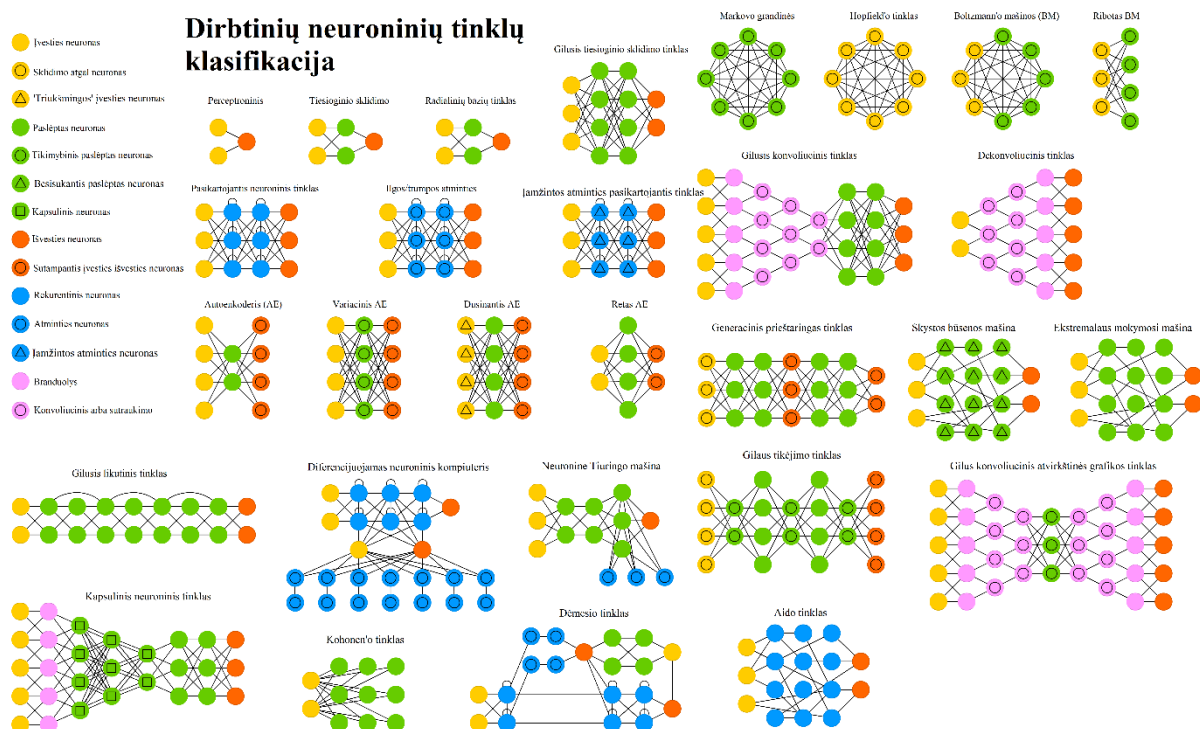 Dirbtinių neuroninių tinklų
klasifikacija
Įvesties neuronas
Sklidimo atgal neuronas
'Triukšmingos' įvesties neuronas
Paslėptas neuronas
Tikimybinis paslėptas neuronas
Besisukantis paslėptas neuronas
Kapsulinis neuronas
Išvesties neuronas
Sutampantis įvesties išvesties neuronas
Rekurentinis neuronas
Atminties neuronas
Įamžintos atminties neuronas
Branduolys
Konvoliucinis arba sutraukimo
Perceptroninis
Tiesioginio sklidimo
Radialinių bazių tinklas
Gilusis tiesioginio sklidimo tinklas
Markovo grandinės
Hopfield'o tinklas
Boltzmann'o mašinos (BM)
Ribotas BM
Pasikartojantis neuroninis tinklas
Ilgos/trumpos atminties
Įamžintos atminties pasikartojantis tinklas
Gilusis konvoliucinis tinklas
Dekonvoliucinis tinklas
Autoenkoderis (AE)
Variacinis AE
Dusinantis AE
Retas AE
Generacinis prieštaringas tinklas
Skystos būsenos mašina
Ekstremalaus mokymosi mašina
Gilusis likutinis tinklas
Diferencijuojamas neuroninis kompiuteris
Neuroninė Tiuringo mašina
Gilaus tikėjimo tinklas
Gilus konvoliucinis atvirkštinės grafikos tinklas
Kapsulinis neuroninis tinklas
Kohonen'o tinklas
Dėmesio tinklas
Aido tinklas